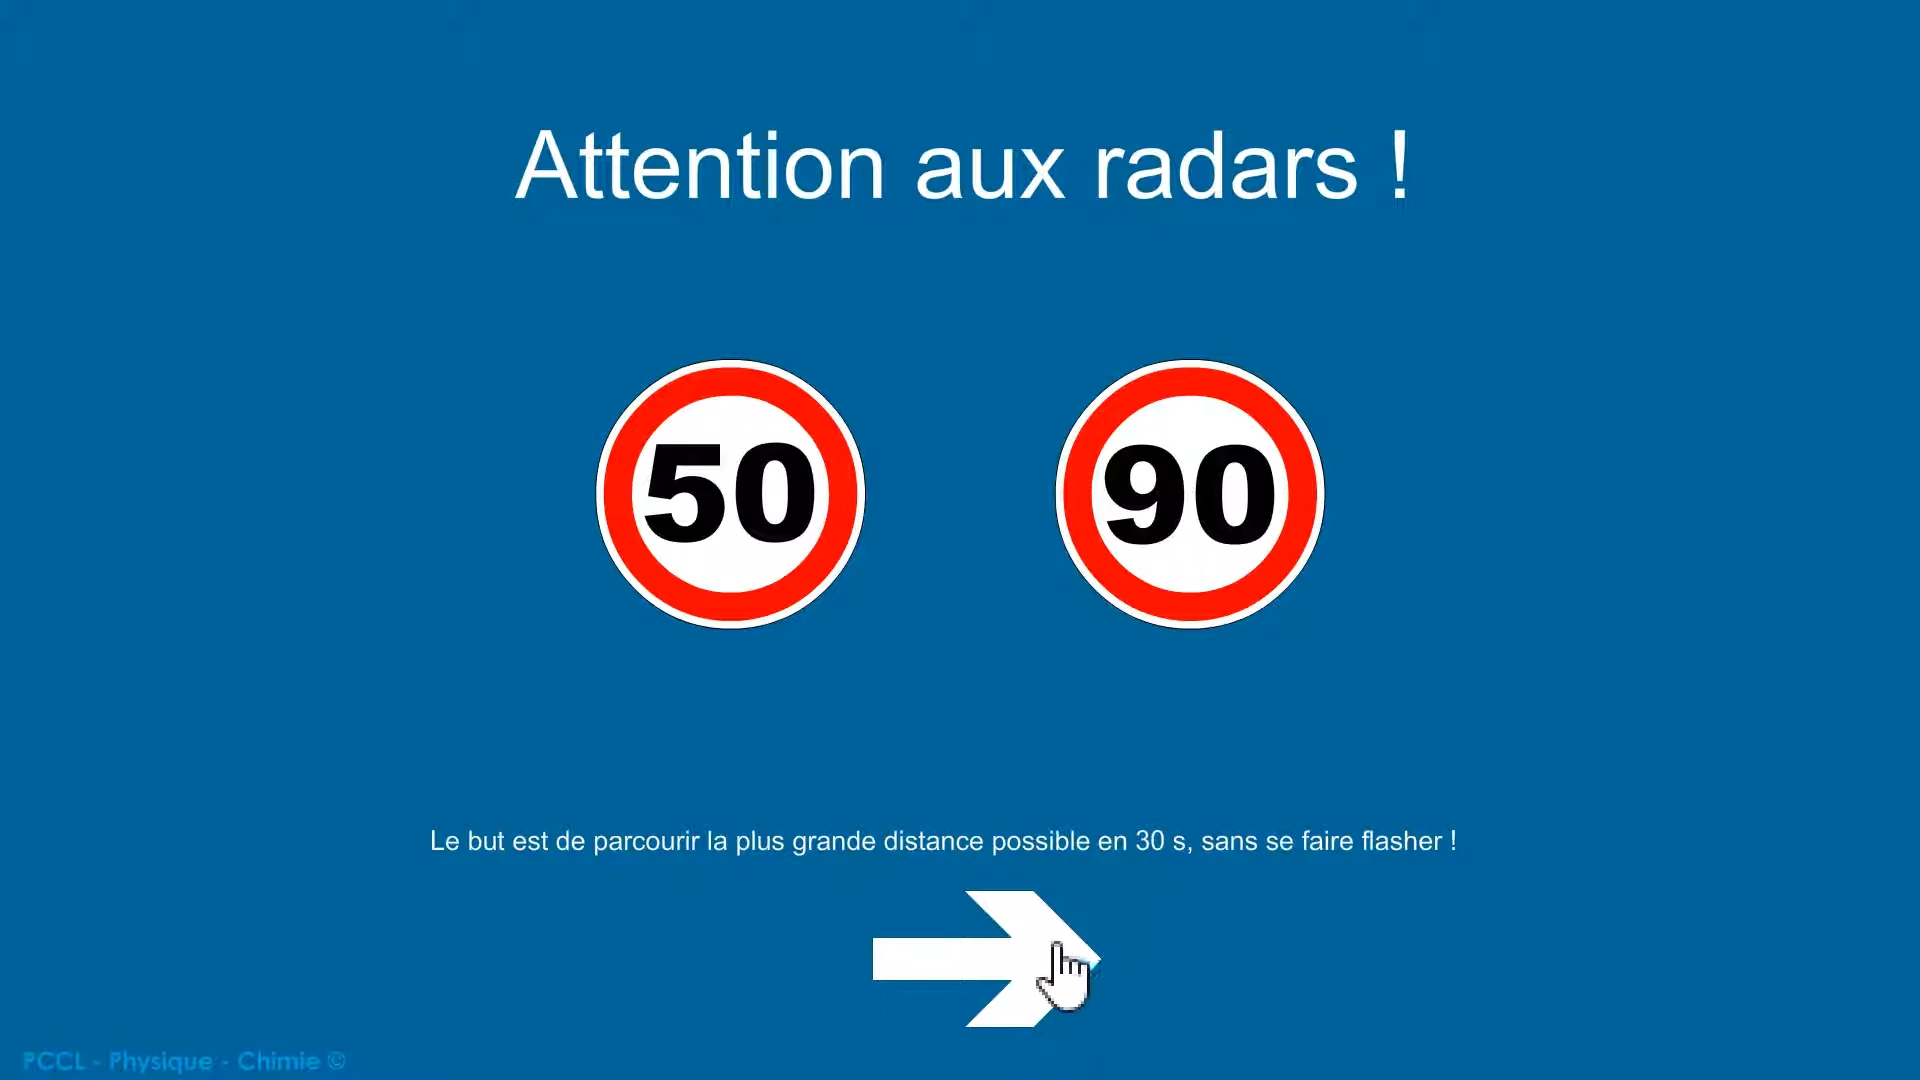 Attention aux radars !
50
90
Le but est de parcourir la plus grande distance possible en 30 s, sans se faire flasher !
PCCL - Physique - Chimie ©